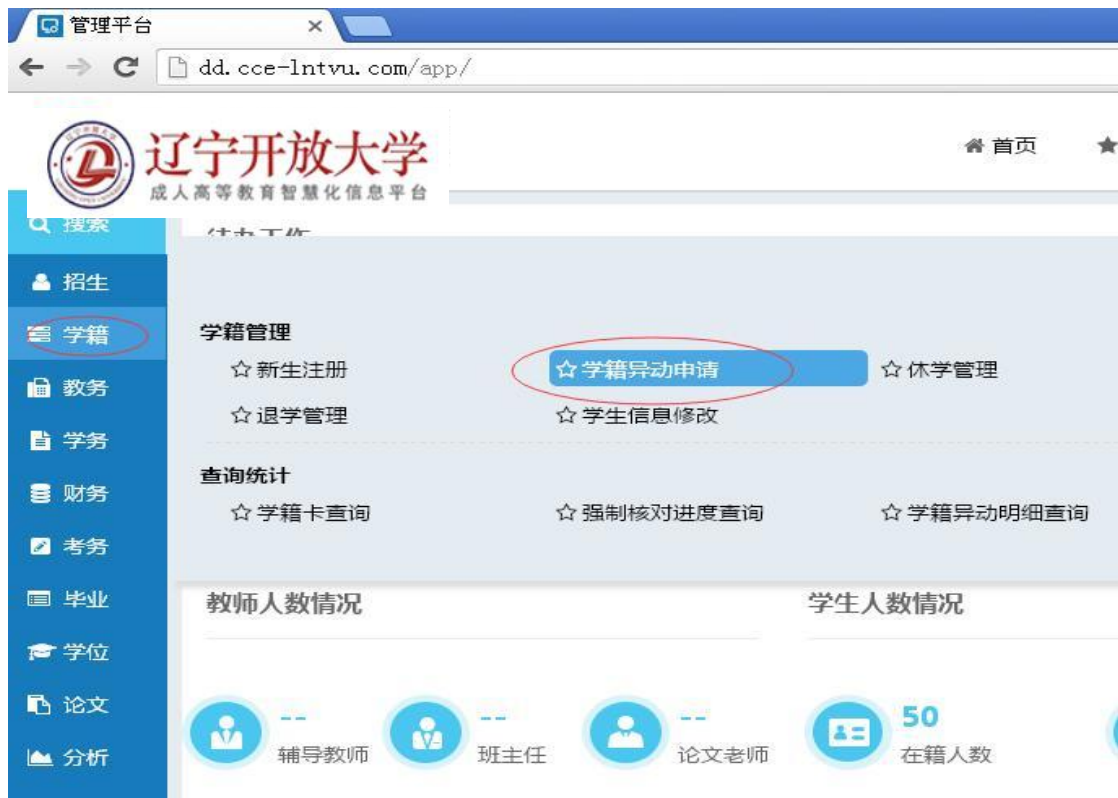 管理平台
dd.cce-lntvu.com/app/
辽宁开放大学
成人高等教育智慧化信息平台
首页
搜索
待办工作
招生
学籍
学籍管理
新生注册 学籍异动申请 休学管理
教务
退学管理 学生信息修改
学务
查询统计
财务
学籍卡查询 强制核对进度查询 学籍异动明细查询
考务
毕业
教师人数情况 学生人数情况
学位
论文
-- -- -- 50
辅导教师 班主任 论文老师 在籍人数
分析